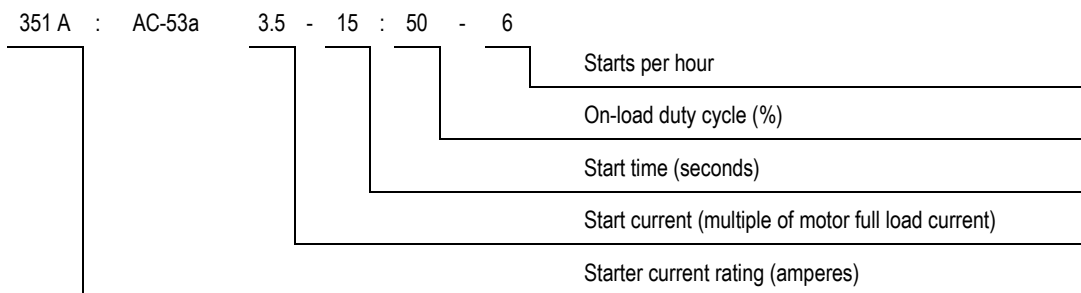 351 A : AC-53a 3.5 - 15 : 50 - 6
Starts per hour
On-load duty cycle (%)
Start time (seconds)
Start current (multiple of motor full load current)
Starter current rating (amperes)